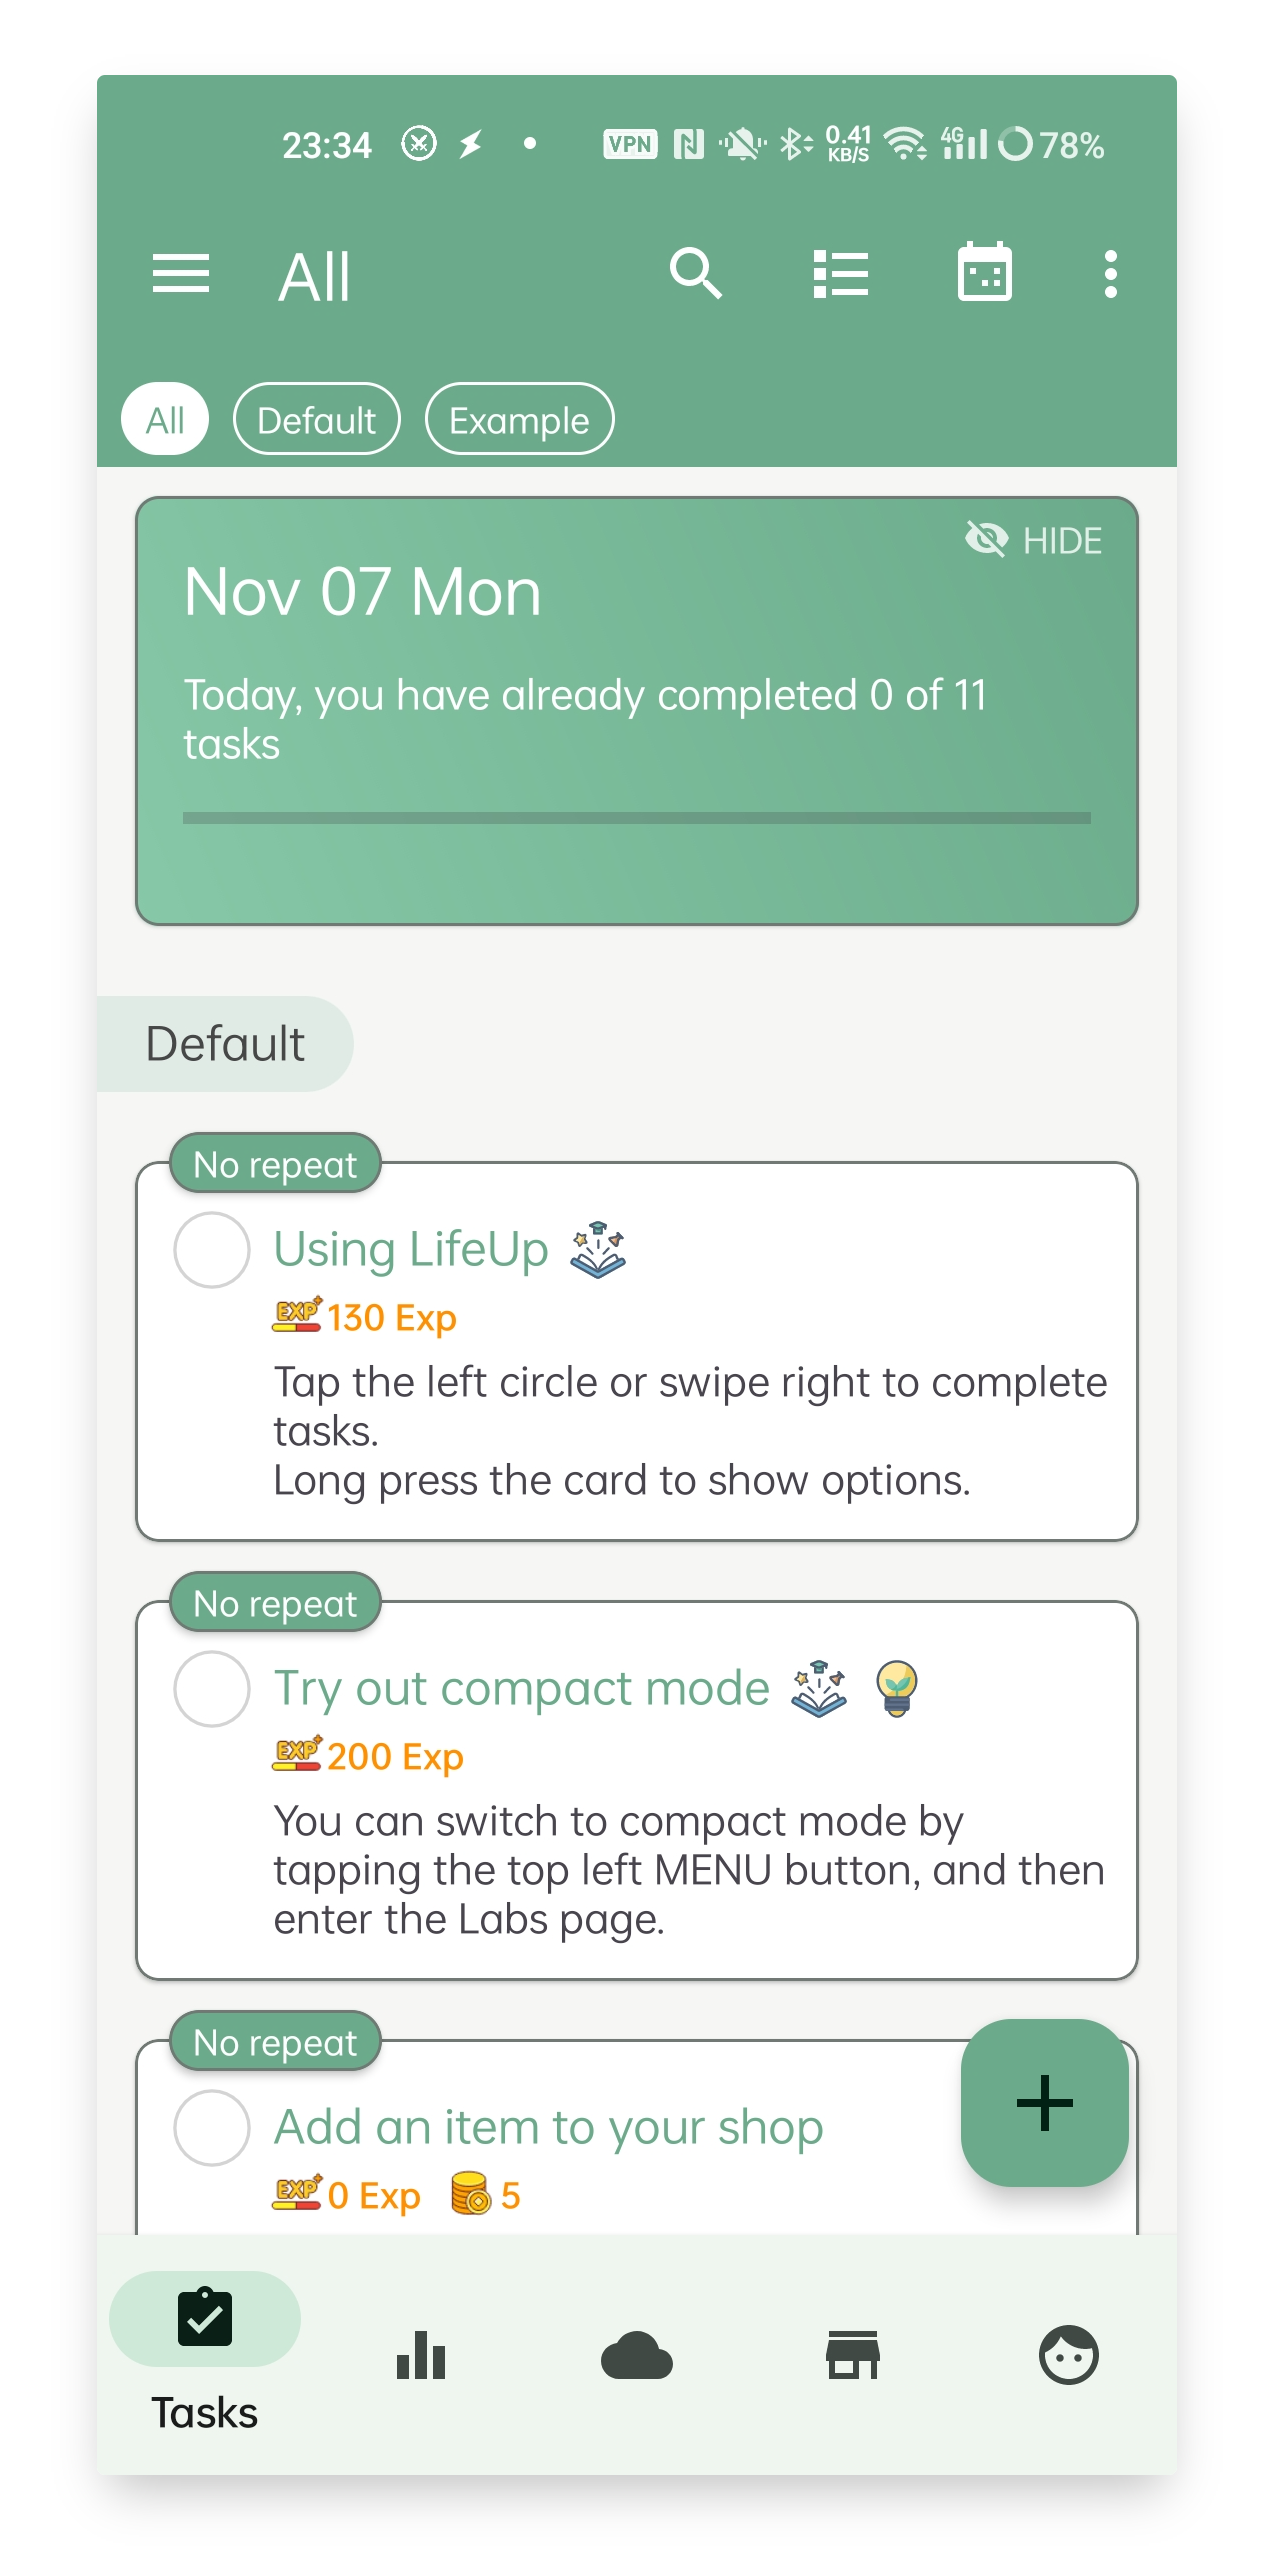 23:34 VPN 0.41 KB/S 4G 78%
All
All Default Example
HIDE
Nov 07 Mon
Today, you have already completed 0 of 11
tasks
Default
No repeat
Using LifeUp
EXP+ 130 Exp
Tap the left circle or swipe right to complete
tasks.
Long press the card to show options.
No repeat
Try out compact mode
EXP+ 200 Exp
You can switch to compact mode by
tapping the top left MENU button, and then
enter the Labs page.
No repeat
Add an item to your shop
EXP+ 0 Exp 5
Tasks